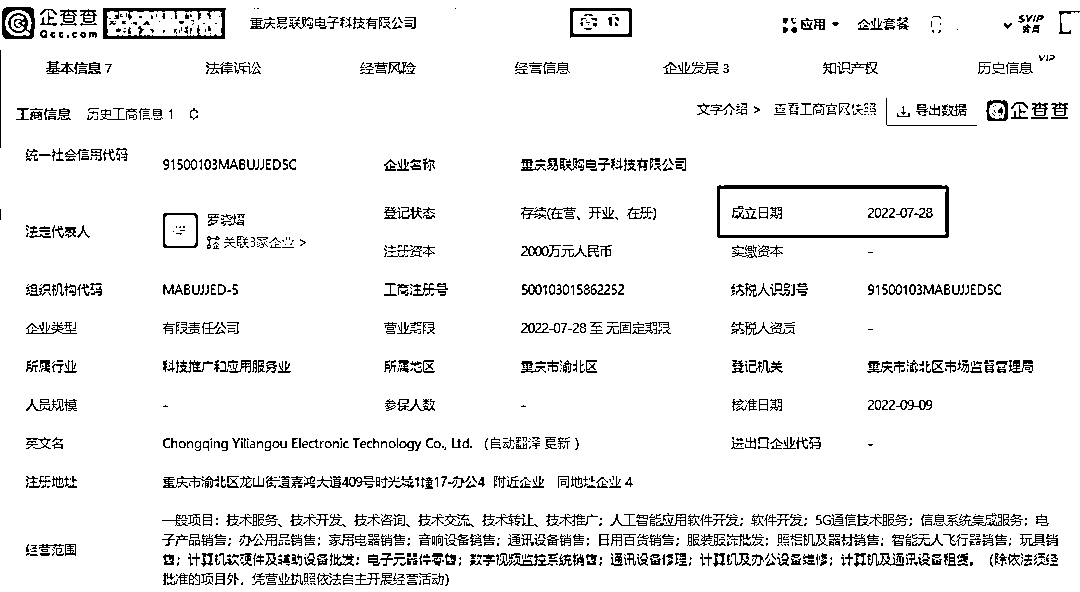 企查查
Qcc.com
重庆易联购电子科技有限公司
应用
企业套餐
SVIP
会员
基本信息 7
法律诉讼
经营风险
经营信息
企业发展 3
知识产权
历史信息
VIP
工商信息
历史工商信息 1
文字介绍 >
查看工商官网快照
导出数据
企查查
统一社会信用代码
91500103MABUJJED5C
企业名称
重庆易联购电子科技有限公司
法定代表人
关联3家企业 >
登记状态
存续(在营、开业、在册)
成立日期
2022-07-28
注册资本
2000万元人民币
实缴资本
-
组织机构代码
MABUJJED-5
工商注册号
500103015862252
纳税人识别号
91500103MABUJJED5C
企业类型
有限责任公司
营业期限
2022-07-28 至 无固定期限
纳税人资质
-
所属行业
科技推广和应用服务业
所属地区
重庆市渝北区
登记机关
重庆市渝北区市场监督管理局
人员规模
-
参保人数
-
核准日期
2022-09-09
英文名
Chongqing Yiliangou Electronic Technology Co., Ltd. (自动翻译 更新 )
进出口企业代码
-
注册地址
重庆市渝北区龙山街道嘉鸿大道409号时光域1幢17-办公4 附近企业 同地址企业 4
经营范围
一般项目：技术服务、技术开发、技术咨询、技术交流、技术转让、技术推广；人工智能应用软件开发；软件开发；5G通信技术服务；信息系统集成服务；电
子产品销售；办公用品销售；家用电器销售；音响设备销售；通讯设备销售；日用百货销售；服装服饰批发；照相机及器材销售；智能无人飞行器销售；玩具销
售；计算机软硬件及辅助设备批发；电子元器件零售；数字视频监控系统销售；通讯设备修理；计算机及办公设备维修；计算机及通讯设备租赁。（除依法须经
批准的项目外，凭营业执照依法自主开展经营活动）